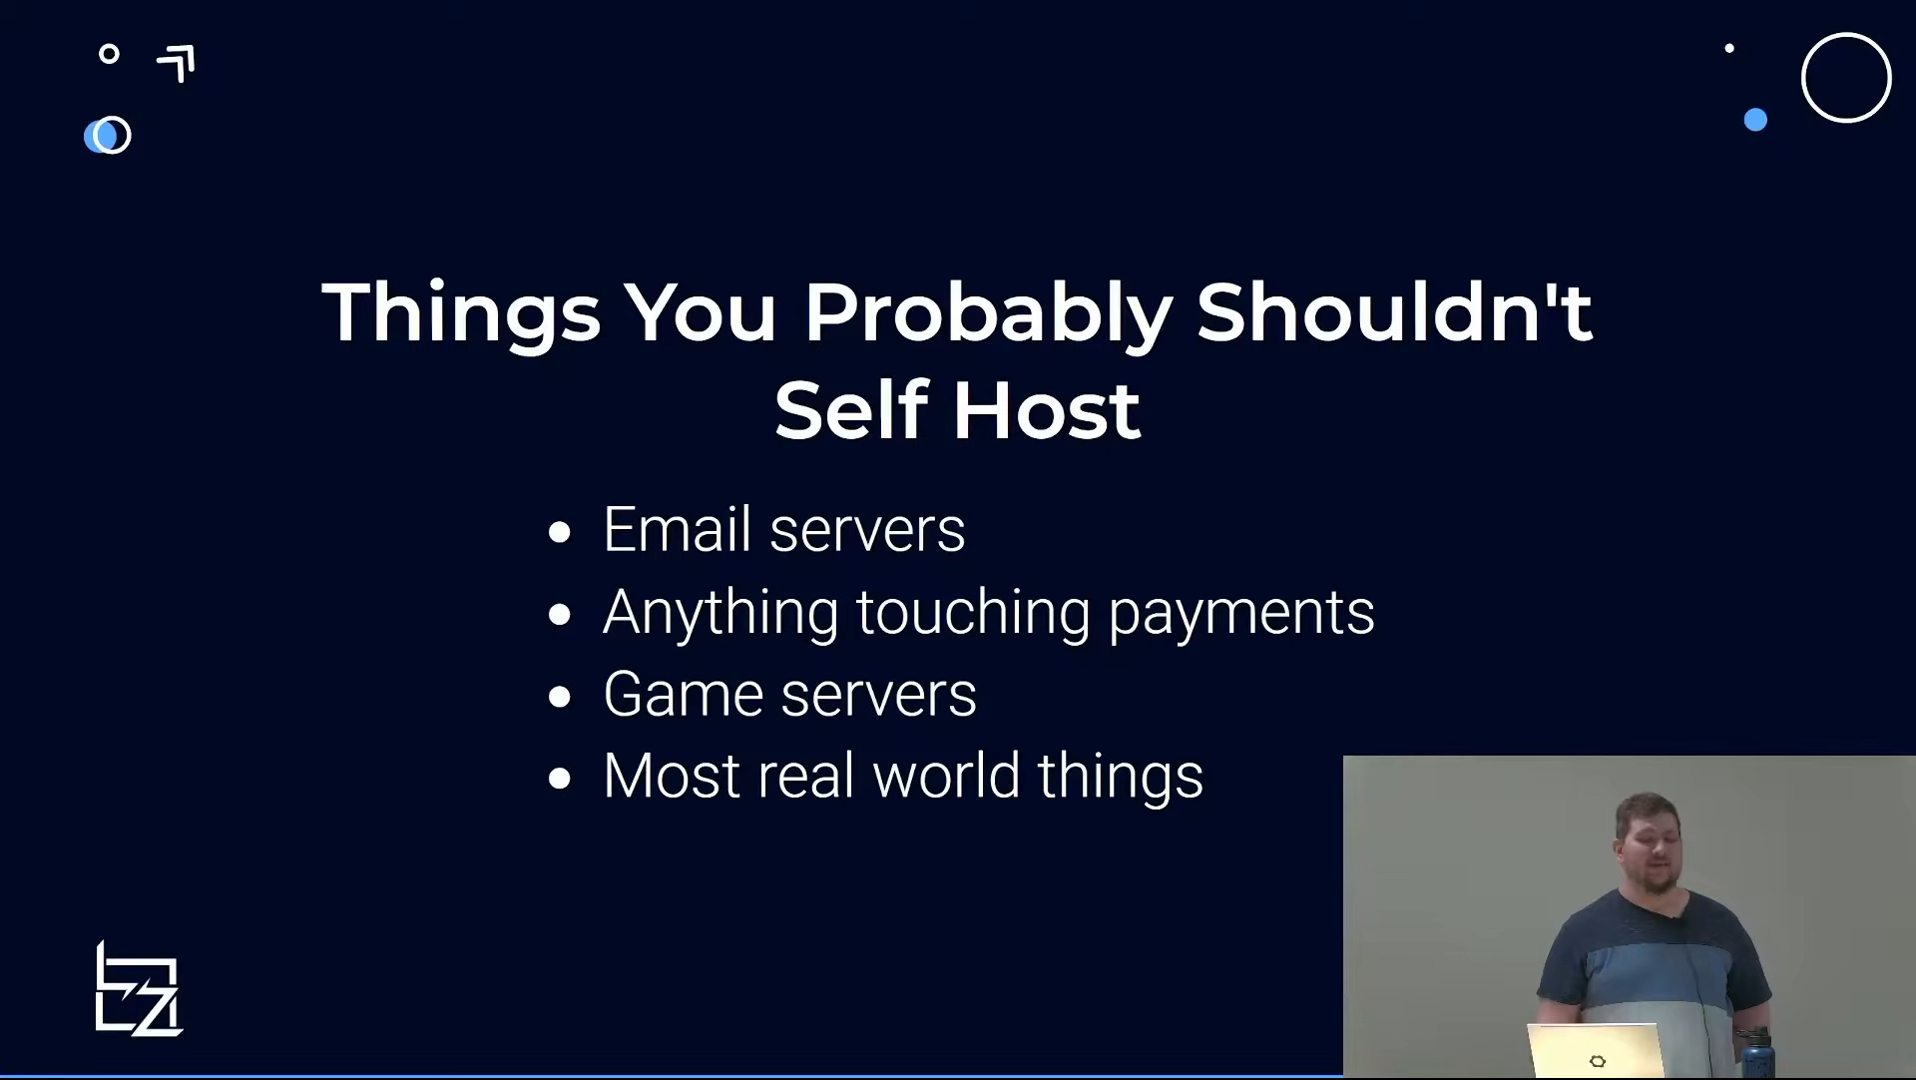 Things You Probably Shouldn't
Self Host
Email servers
Anything touching payments
Game servers
Most real world things